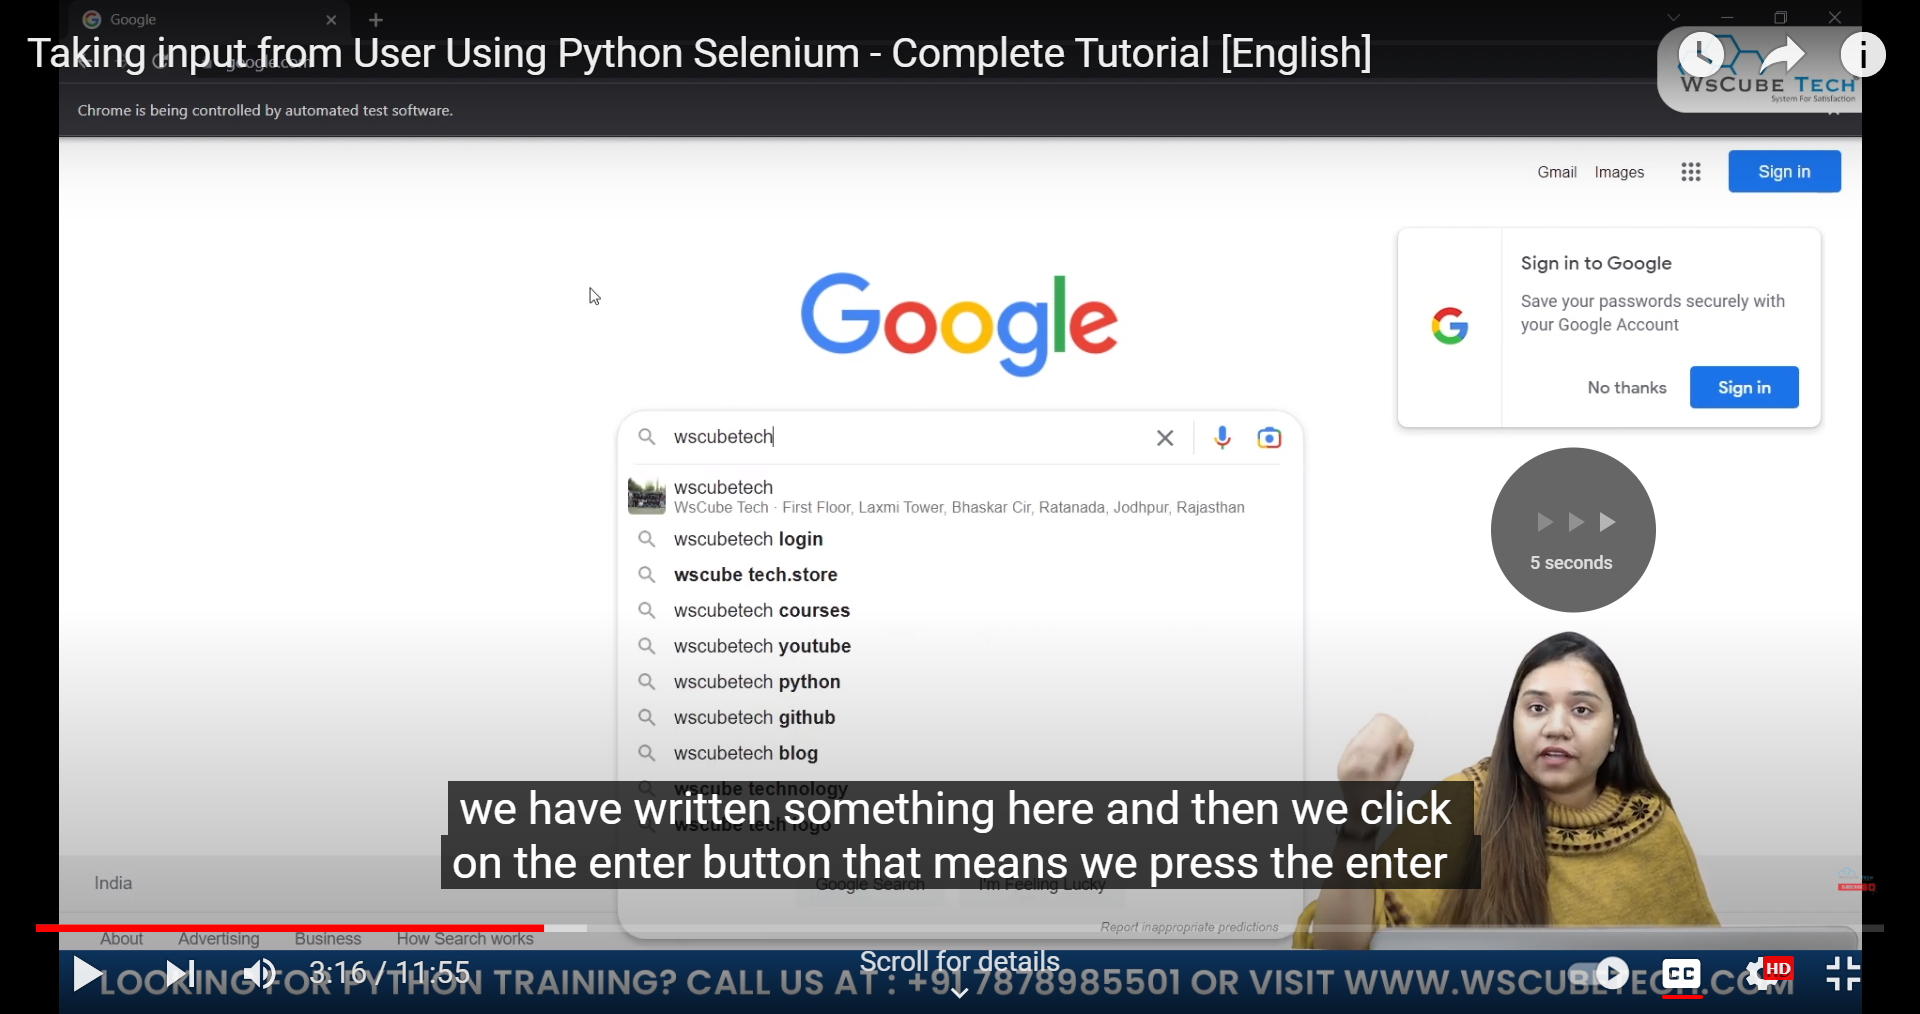 Google
Taking input from User Using Python Selenium - Complete Tutorial [English]
google.com
WSCUBE TECH
System For Satisfaction
Chrome is being controlled by automated test software.
Gmail Images Sign in
Google
Sign in to Google
Save your passwords securely with
your Google Account
No thanks Sign in
wscubetech
wscubetech
WsCube Tech · First Floor, Laxmi Tower, Bhaskar Cir, Ratanada, Jodhpur, Rajasthan
wscubetech login
wscube tech.store
wscubetech courses
wscubetech youtube
wscubetech python
wscubetech github
wscubetech blog
wscube technology
wscube tech logo
5 seconds
we have written something here and then we click
on the enter button that means we press the enter
India
Google Search I'm Feeling Lucky
Report inappropriate predictions
About Advertising Business How Search works
Scroll for details
3:16 / 11:55
CC HD
LOOKING FOR PYTHON TRAINING? CALL US AT : +91 7878985501 OR VISIT WWW.WSCUBETECH.COM